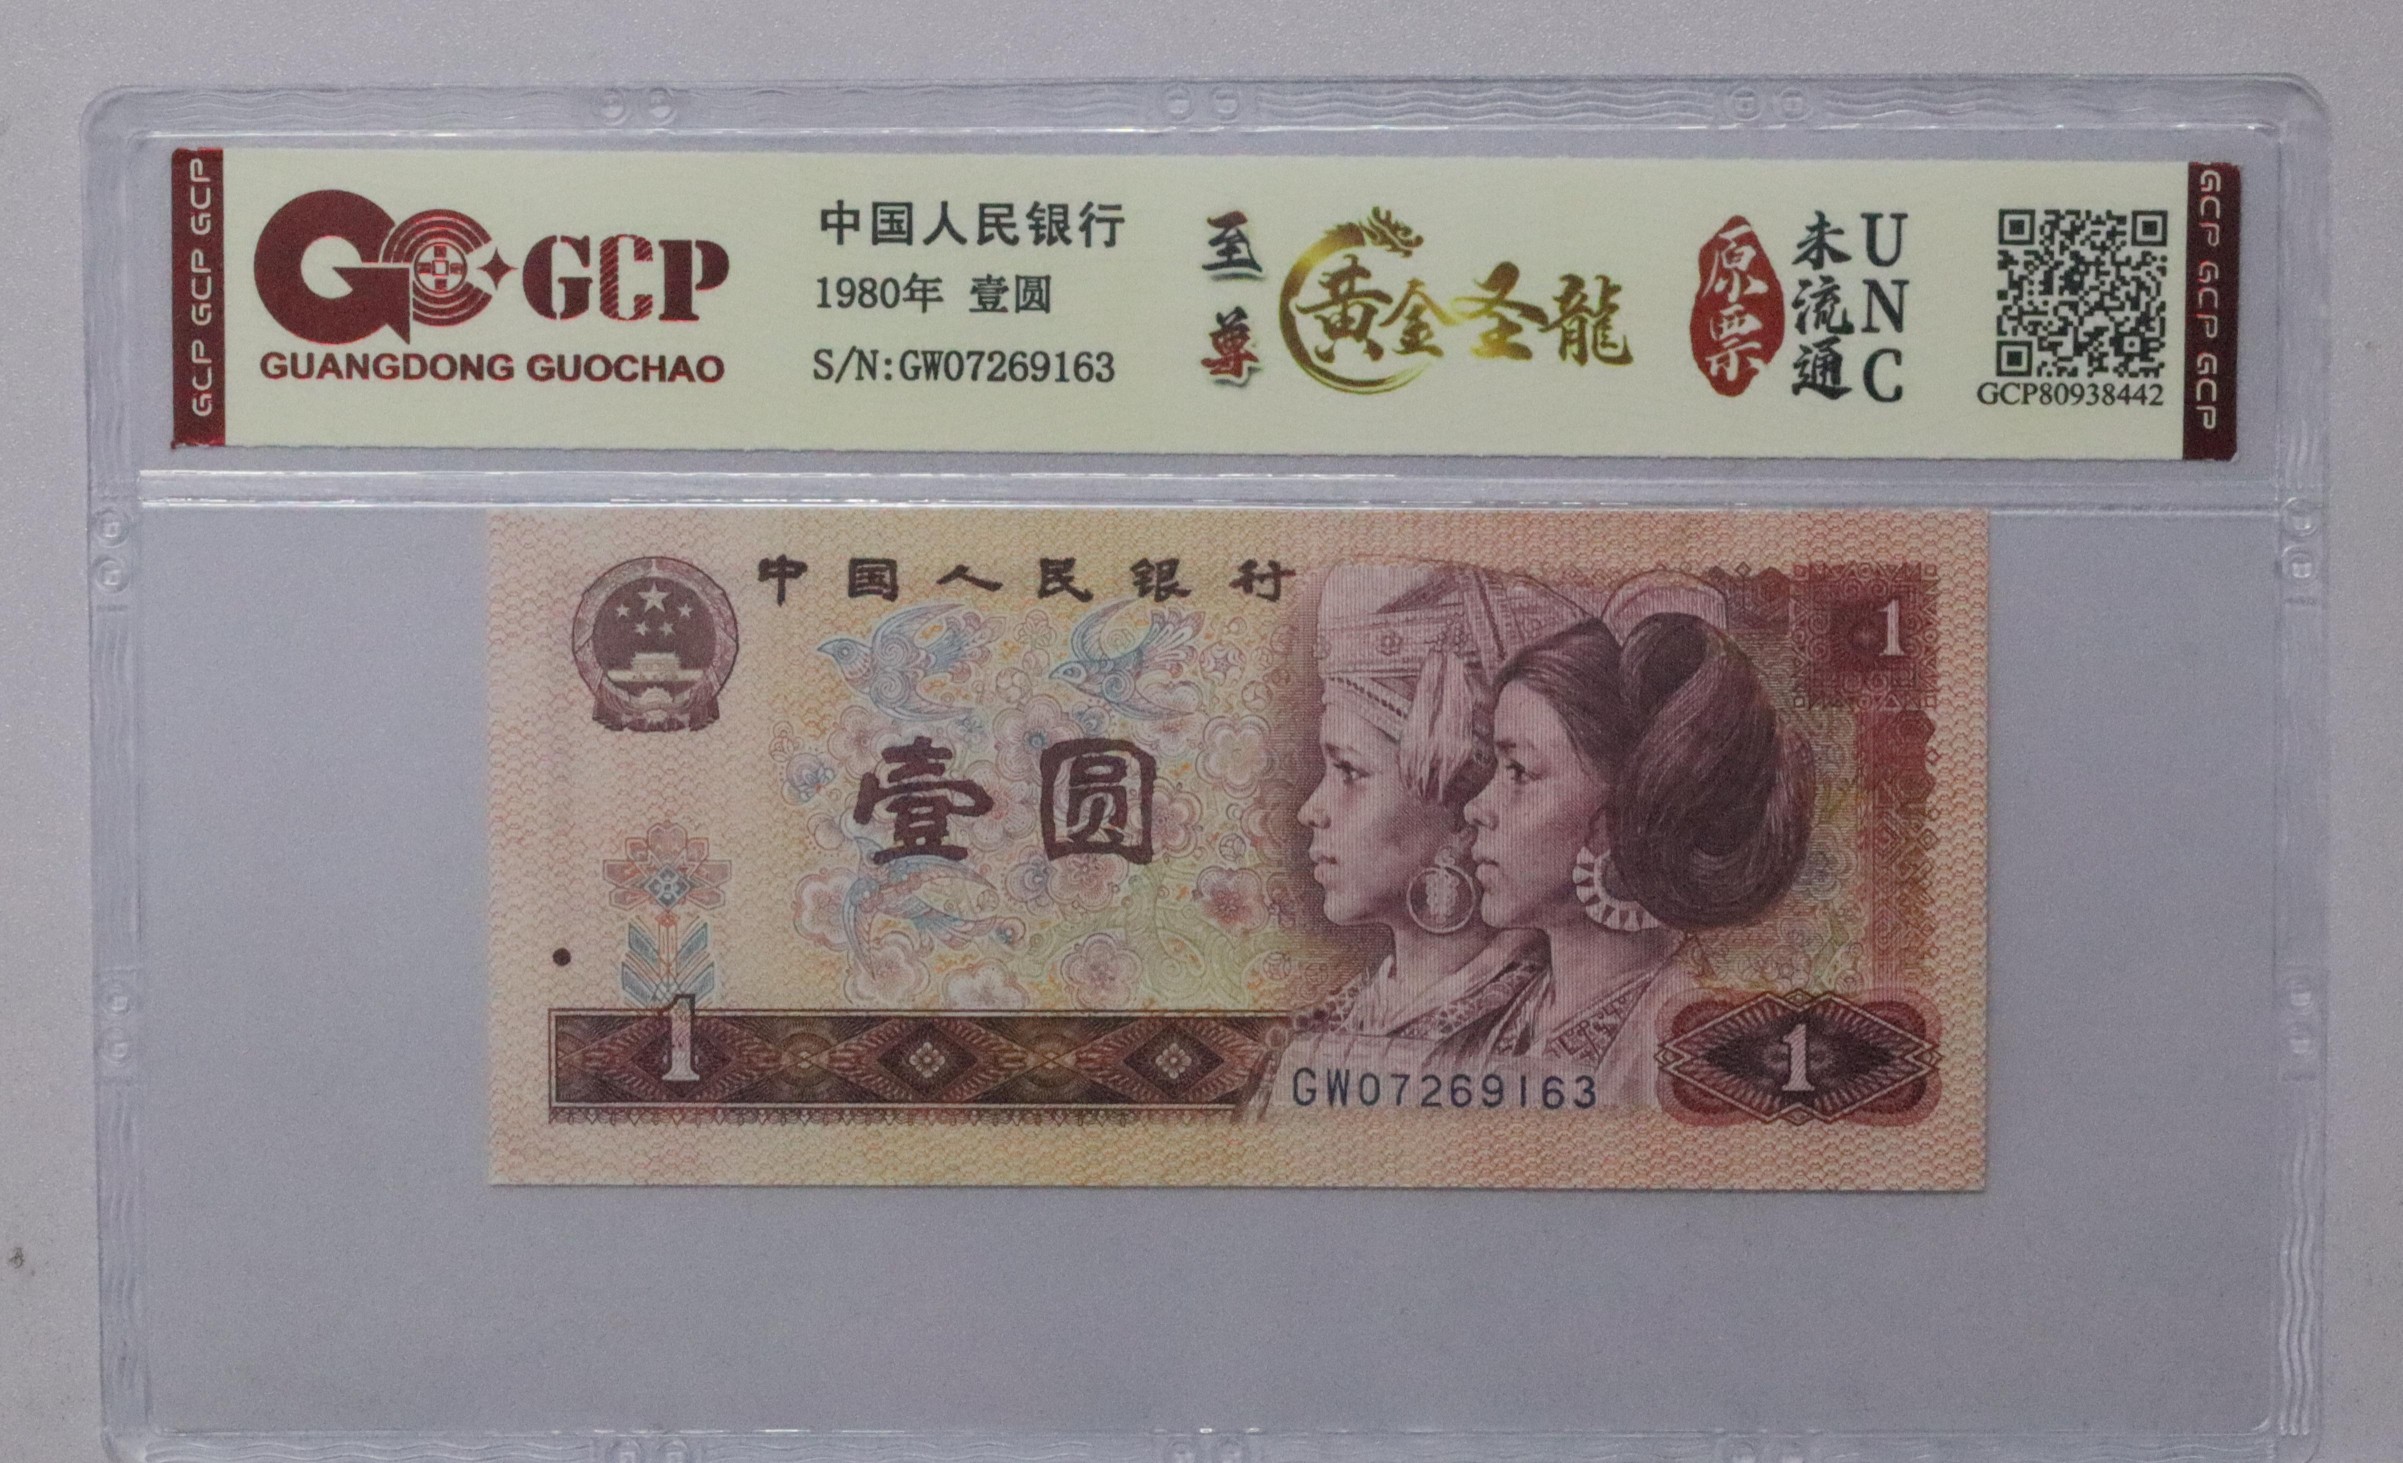 GCP GCP GCP
GCP
GUANGDONG GUOCHAO
中国人民银行
1980年 壹圆
S/N:GW07269163
至尊
黄金圣龍
原票
未流通
UNC
GCP80938442
GCP GCP GCP
中国人民银行
1
壹圆
1
GW07269163
1